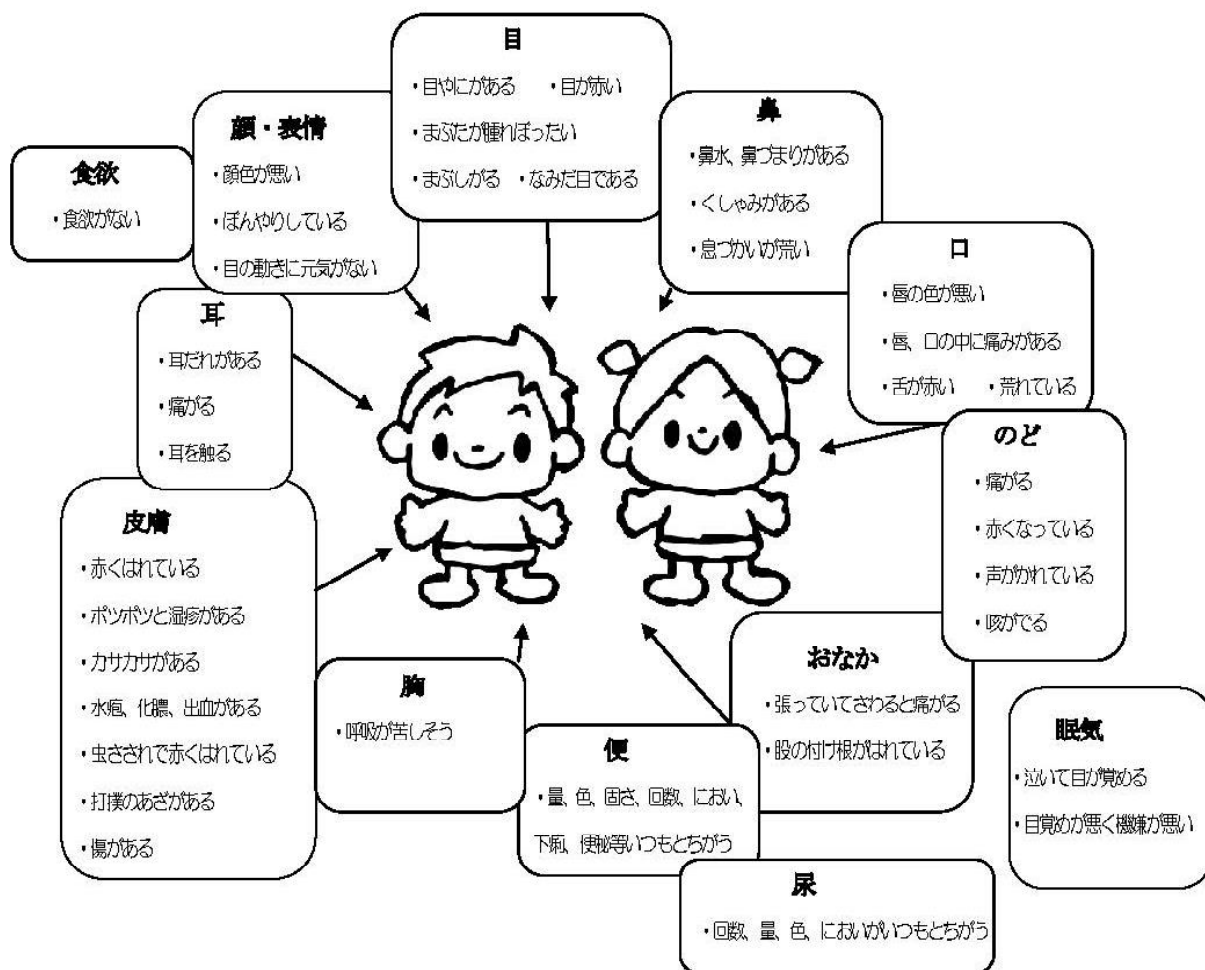 目
・目やにがある ・目が赤い
・まぶたが腫れぼったい
・まぶしがる ・なみだ目である
顔・表情
・顔色が悪い
・ぼんやりしている
・目の動きに元気がない
食欲
・食欲がない
鼻
・鼻水、鼻づまりがある
・くしゃみがある
・息づかいが荒い
口
・唇の色が悪い
・唇、口の中に痛みがある
・舌が赤い ・荒れている
耳
・耳だれがある
・痛がる
・耳を触る
のど
・痛がる
・赤くなっている
・声がかれている
・咳がでる
皮膚
・赤くはれている
・ポツポツと湿疹がある
・カサカサがある
・水疱、化膿、出血がある
・虫さされで赤くはれている
・打撲のあざがある
・傷がある
胸
・呼吸が苦しそう
おなか
・張っていてさわると痛がる
・股の付け根がはれている
便
・量、色、固さ、回数、におい、
下痢、便秘等いつもとちがう
眠気
・泣いて目が覚める
・目覚めが悪く機嫌が悪い
尿
・回数、量、色、においがいつもとちがう